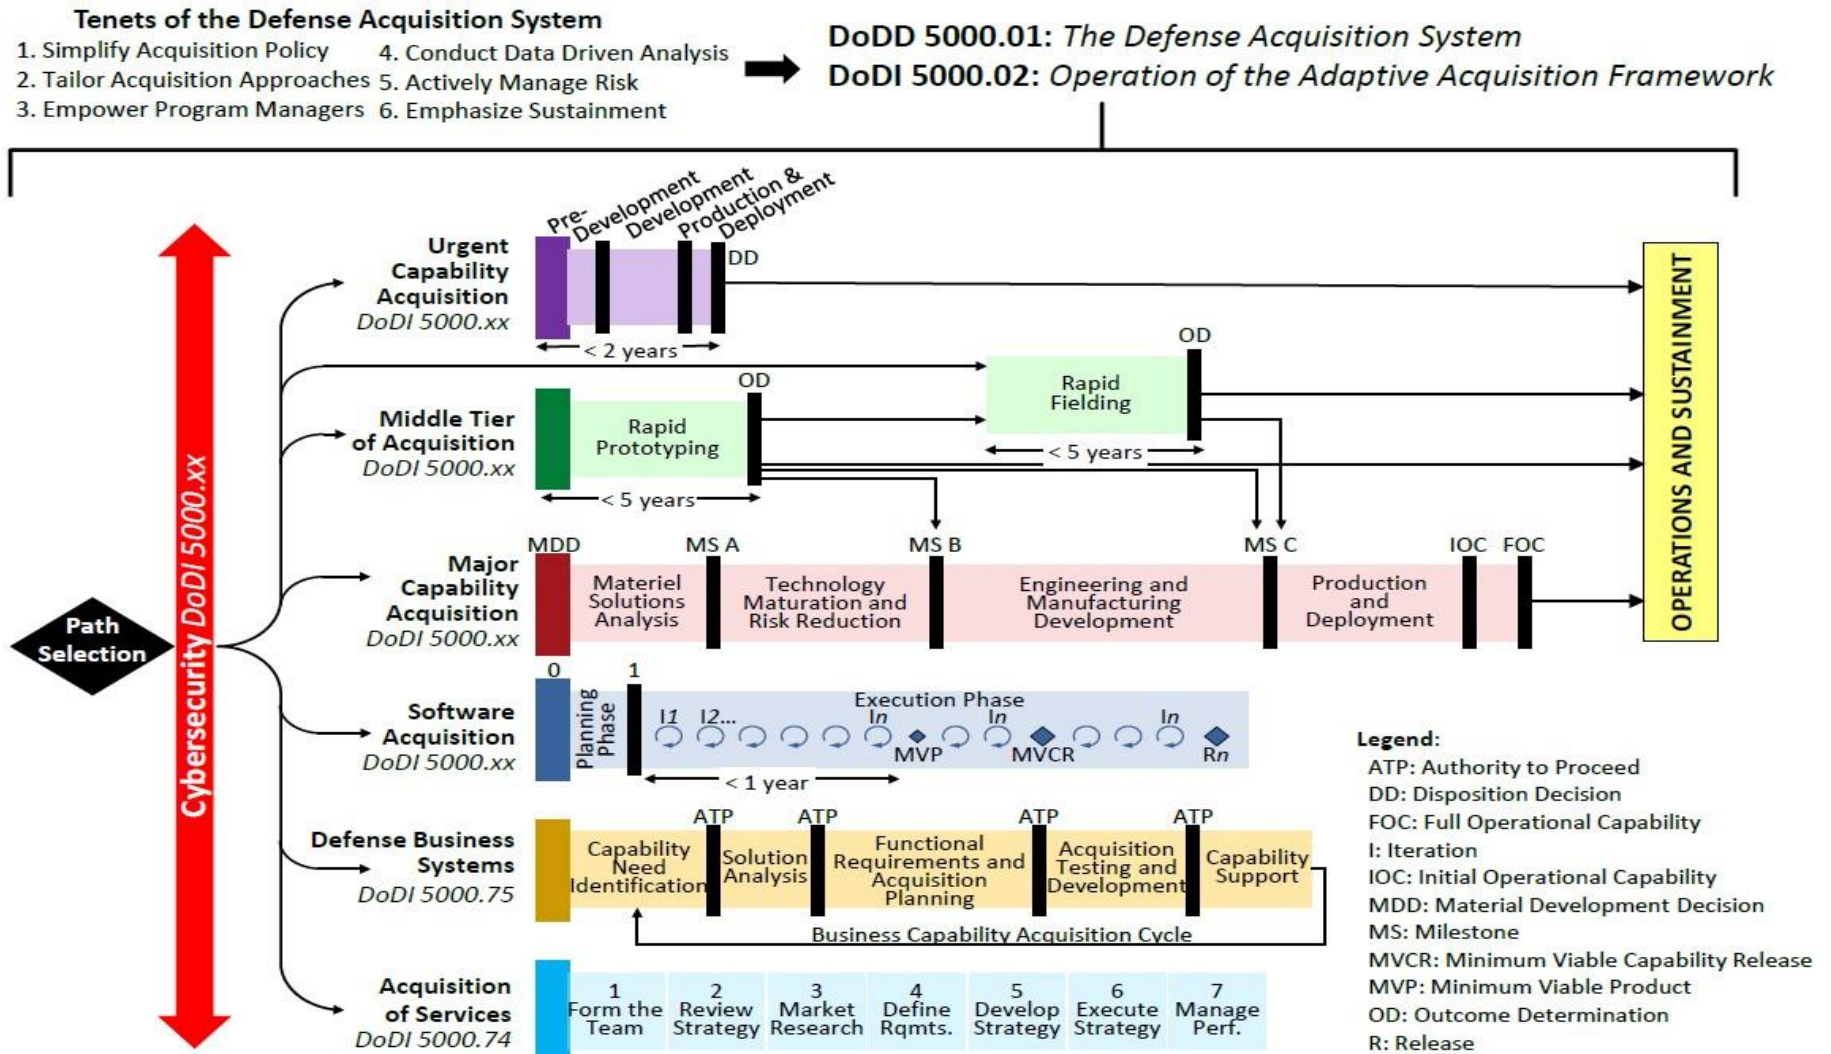 Tenets of the Defense Acquisition System
1. Simplify Acquisition Policy
2. Tailor Acquisition Approaches
3. Empower Program Managers
4. Conduct Data Driven Analysis
5. Actively Manage Risk
6. Emphasize Sustainment
DoDD 5000.01: The Defense Acquisition System
DoDI 5000.02: Operation of the Adaptive Acquisition Framework
Path
Selection
Cybersecurity DoDI 5000.xx
Urgent
Capability
Acquisition
DoDI 5000.xx
Pre-
Development
Development
Production &
Deployment
DD
< 2 years
Middle Tier
of Acquisition
DoDI 5000.xx
Rapid
Prototyping
OD
< 5 years
Rapid
Fielding
OD
< 5 years
Major
Capability
Acquisition
DoDI 5000.xx
MDD
MS A
MS B
MS C
IOC
FOC
Materiel
Solutions
Analysis
Technology
Maturation and
Risk Reduction
Engineering and
Manufacturing
Development
Production
and
Deployment
OPERATIONS AND SUSTAINMENT
Software
Acquisition
DoDI 5000.xx
0
1
Planning
Phase
Execution Phase
I1
I2...
In
In
In
MVP
MVCR
Rn
< 1 year
Defense Business
Systems
DoDI 5000.75
ATP
ATP
ATP
ATP
Capability
Need
Identification
Solution
Analysis
Functional
Requirements and
Acquisition
Planning
Acquisition
Testing and
Development
Capability
Support
Business Capability Acquisition Cycle
Acquisition
of Services
DoDI 5000.74
1
Form the
Team
2
Review
Strategy
3
Market
Research
4
Define
Rqmts.
5
Develop
Strategy
6
Execute
Strategy
7
Manage
Perf.
Legend:
ATP: Authority to Proceed
DD: Disposition Decision
FOC: Full Operational Capability
I: Iteration
IOC: Initial Operational Capability
MDD: Material Development Decision
MS: Milestone
MVCR: Minimum Viable Capability Release
MVP: Minimum Viable Product
OD: Outcome Determination
R: Release